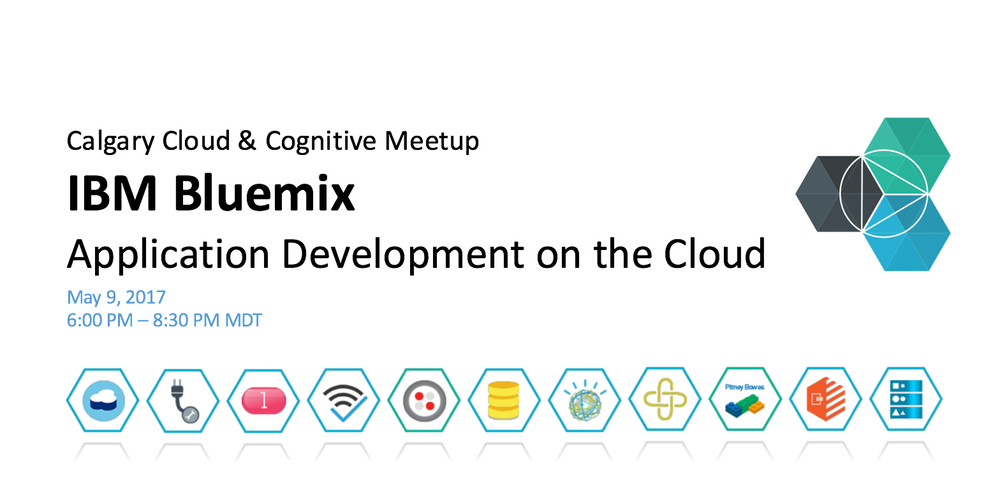 Calgary Cloud & Cognitive Meetup
IBM Bluemix
Application Development on the Cloud
May 9, 2017
6:00 PM – 8:30 PM MDT
1
Pitney Bowes